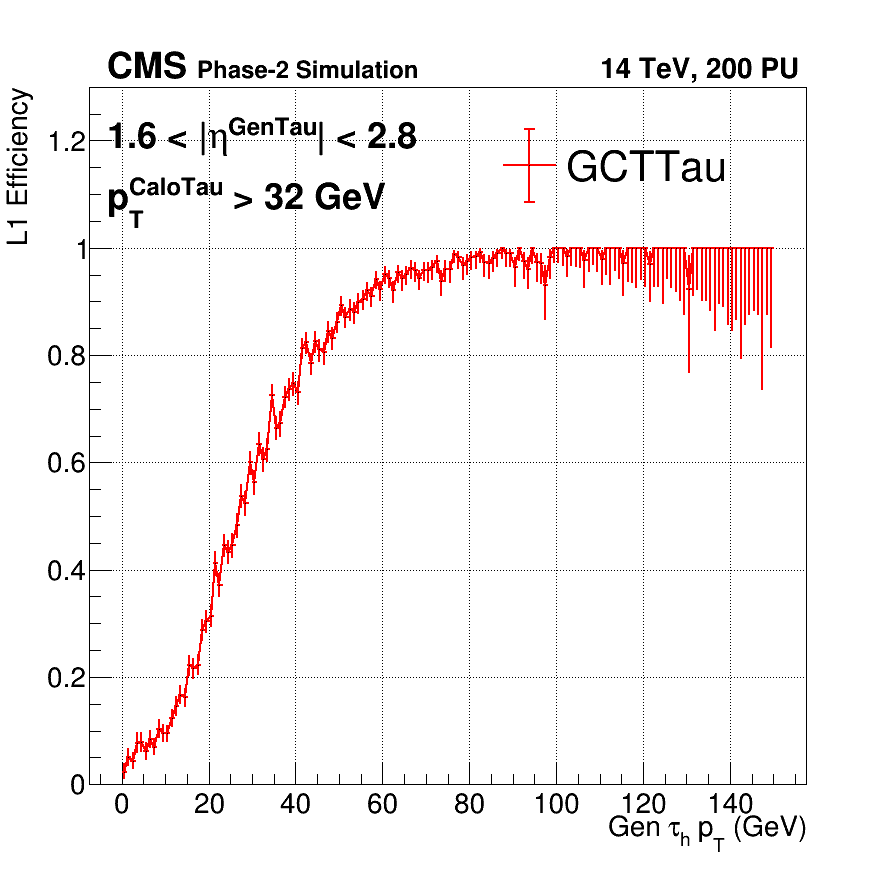 CMS Phase-2 Simulation 14 TeV, 200 PU
L1 Efficiency
1.6 < |η^GenTau| < 2.8
p_T^CaloTau > 32 GeV
GCTTau
1.2
1
0.8
0.6
0.4
0.2
0
0 20 40 60 80 100 120 140
Gen τ_h p_T (GeV)